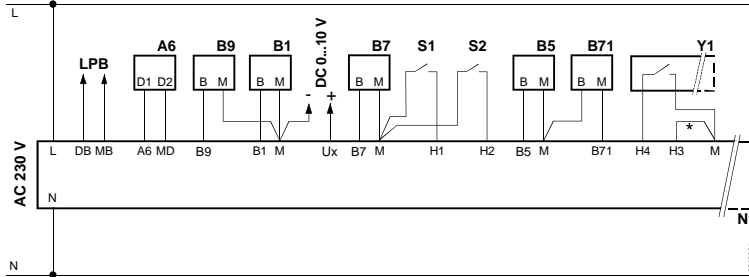 L
LPB A6 B9 B1 DC 0...10 V B7 S1 S2 B5 B71 Y1
D1 D2 B M B M - + B M B M B M
*
AC 230 V
L DB MB A6 MD B9 B1 M Ux B7 M H1 H2 B5 M B71 H4 H3 M
N
N
N